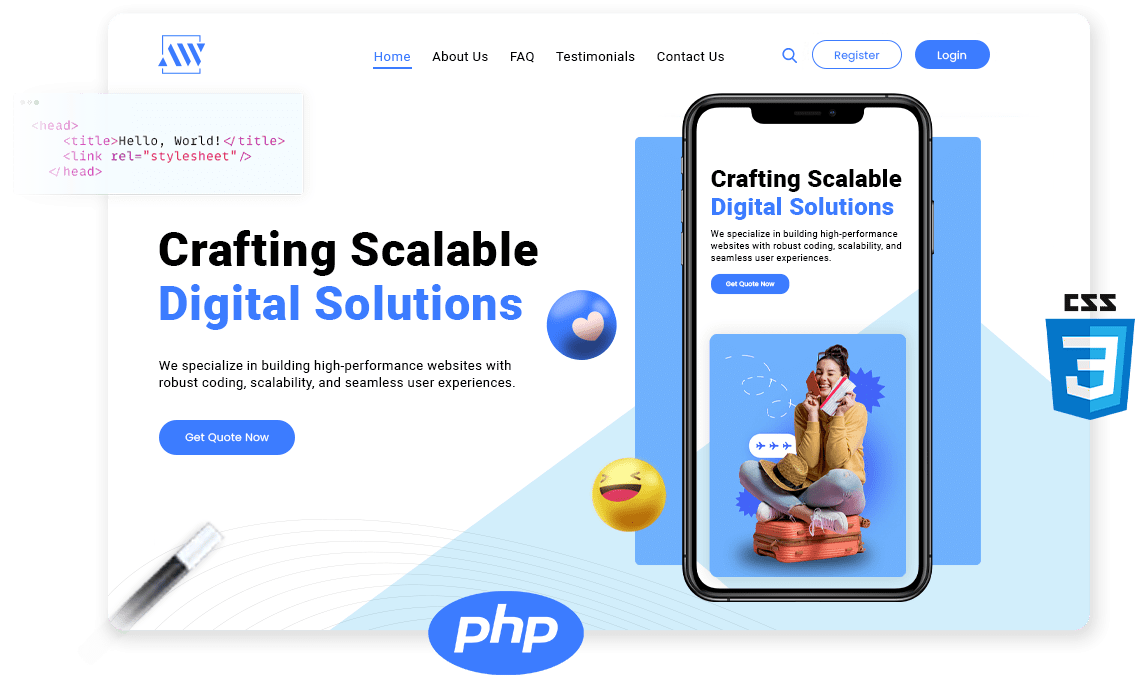 AW
Home About Us FAQ Testimonials Contact Us Register Login
<head>
<title>Hello, World!</title>
<link rel="stylesheet"/>
</head>
Crafting Scalable
Digital Solutions
We specialize in building high-performance websites with
robust coding, scalability, and seamless user experiences.
Get Quote Now
Crafting Scalable
Digital Solutions
We specialize in building high-performance
websites with robust coding, scalability, and
seamless user experiences.
Get Quote Now
CSS
3
php